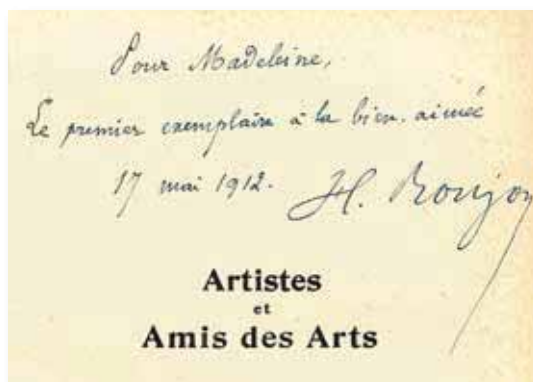 Pour Madeleine,
Le premier exemplaire à la bien-aimée
17 mai 1912. H. Roujon
Artistes
et
Amis des Arts